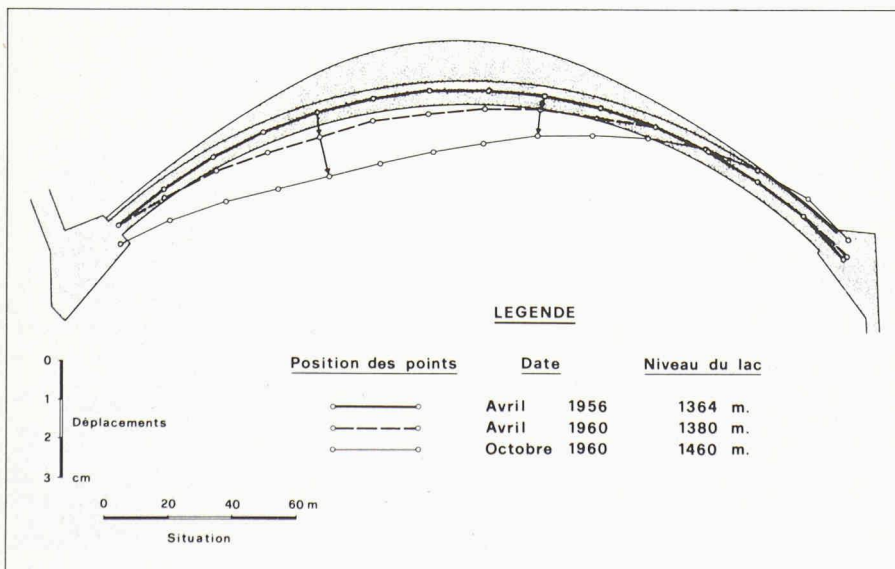 LEGENDE
Position des points Date Niveau du lac
Avril 1956 1364 m.
Avril 1960 1380 m.
Octobre 1960 1460 m.
0
1
2
3 cm
Déplacements
0 20 40 60 m
Situation